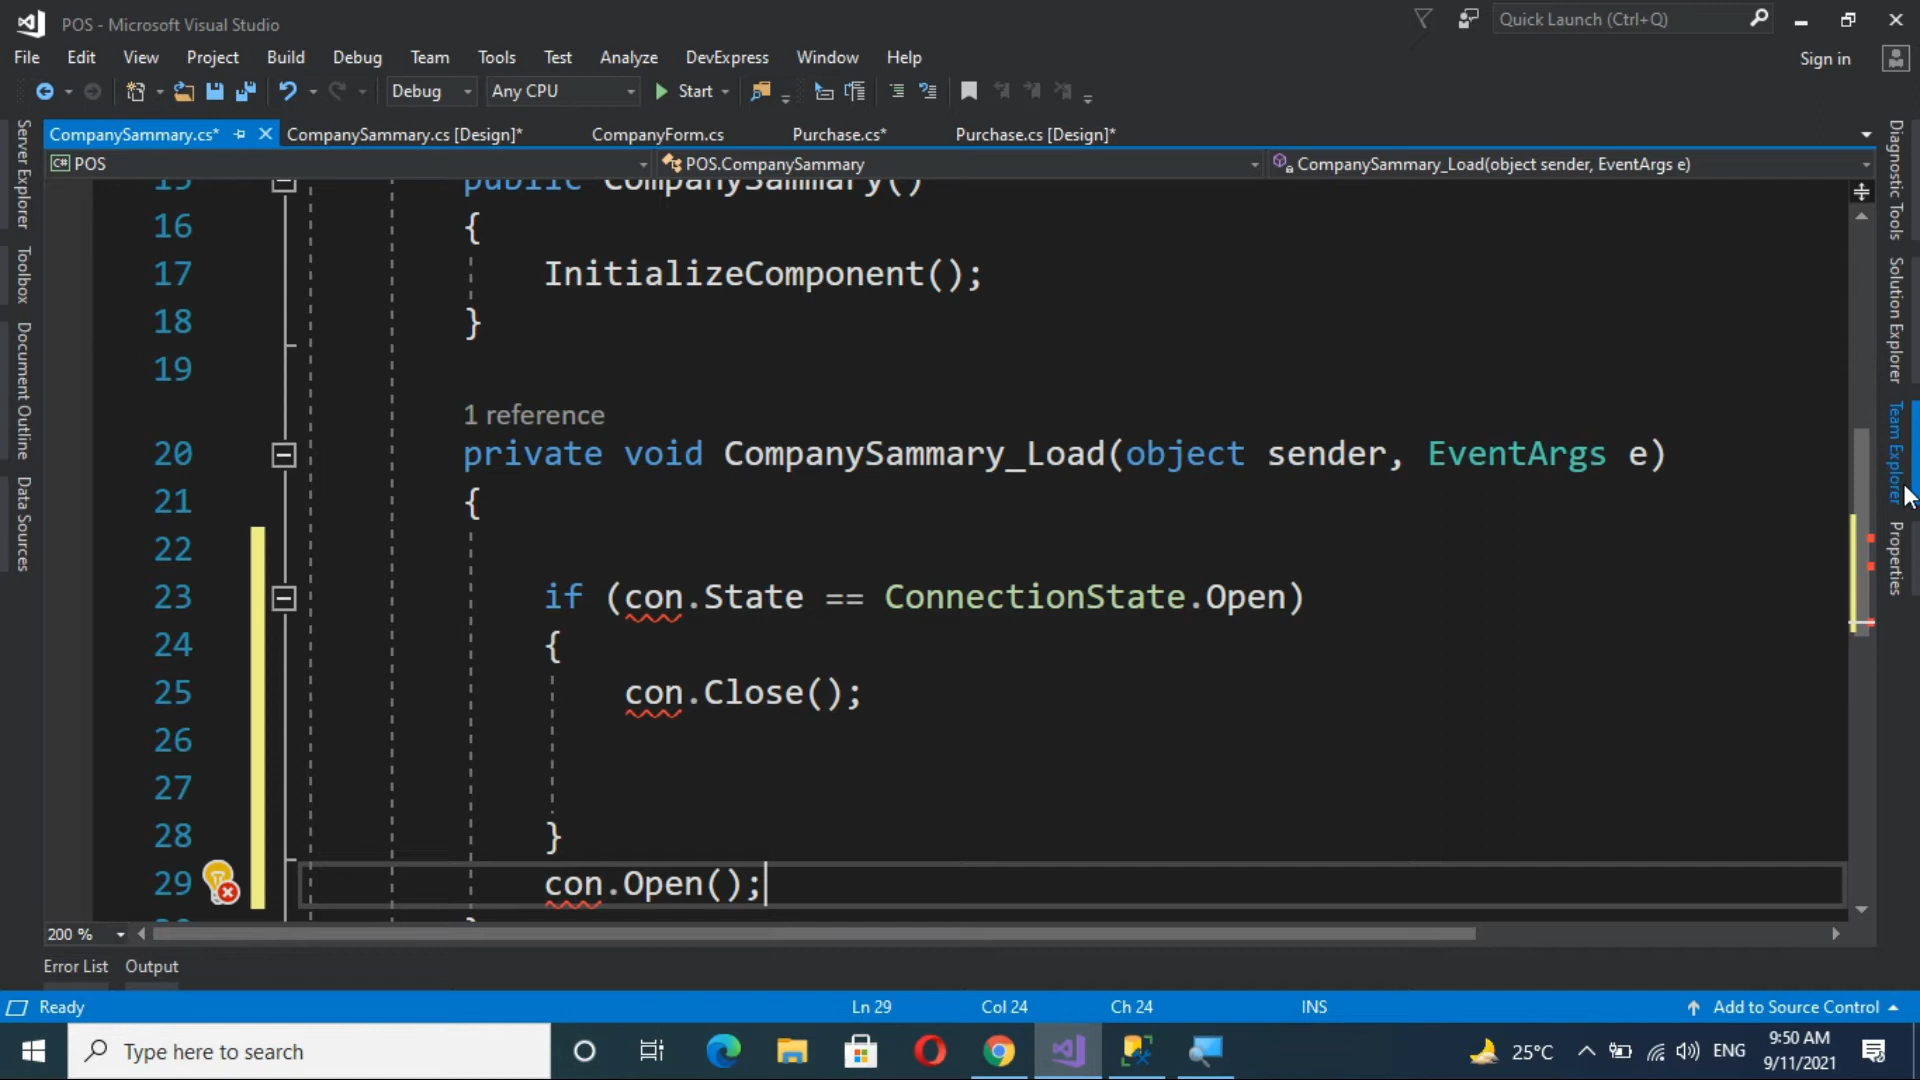 POS - Microsoft Visual Studio
Quick Launch (Ctrl+Q)
File Edit View Project Build Debug Team Tools Test Analyze DevExpress Window Help
Sign in
Debug Any CPU Start
CompanySammary.cs* CompanySammary.cs [Design]* CompanyForm.cs Purchase.cs* Purchase.cs [Design]*
C# POS POS.CompanySammary CompanySammary_Load(object sender, EventArgs e)
Server Explorer
Toolbox
Document Outline
Data Sources
15 public CompanySammary()
16 {
17 InitializeComponent();
18 }
19
1 reference
20 private void CompanySammary_Load(object sender, EventArgs e)
21 {
22
23 if (con.State == ConnectionState.Open)
24 {
25 con.Close();
26
27
28 }
29 con.Open();
Diagnostic Tools
Solution Explorer
Team Explorer
Properties
200 %
Error List Output
Ready Ln 29 Col 24 Ch 24 INS Add to Source Control
Type here to search
25°C ENG 9:50 AM
9/11/2021